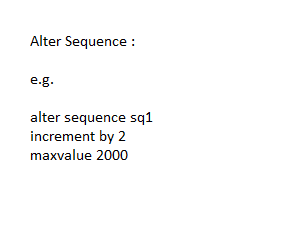 Alter Sequence :
e.g.
alter sequence sq1
increment by 2
maxvalue 2000